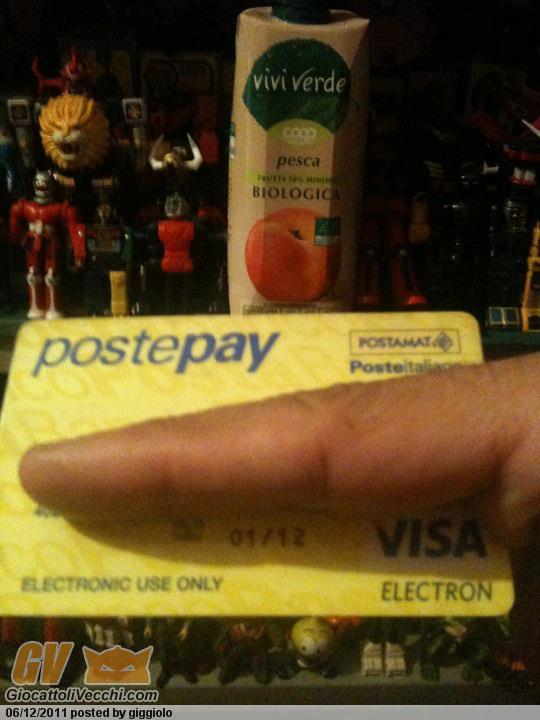 vivi verde
coop
pesca
FRUTTA 50% MINIMO
BIOLOGICA
postepay
POSTAMAT
Posteitaliane
01/12
VISA
ELECTRONIC USE ONLY
ELECTRON
GV
GiocattoliVecchi.com
06/12/2011 posted by giggiolo